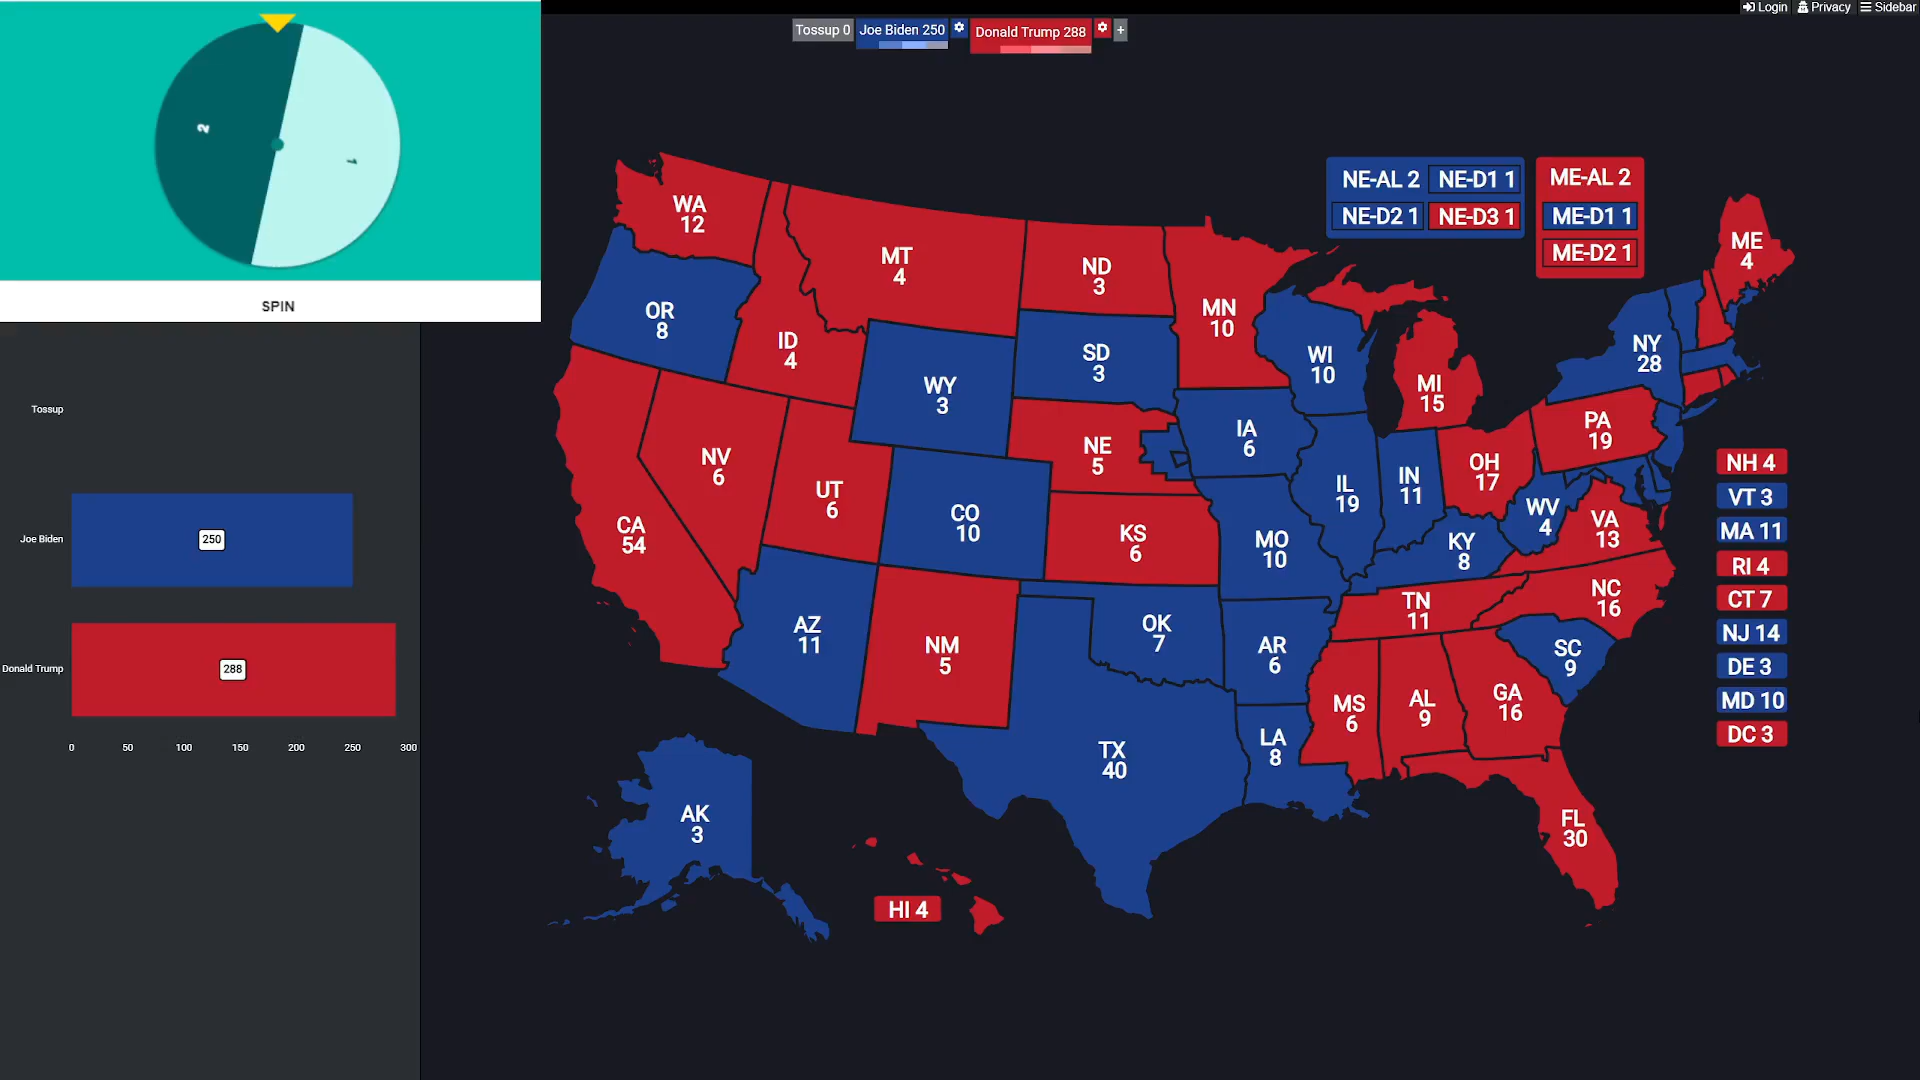 Login Privacy Sidebar
Tossup 0 Joe Biden 250 Donald Trump 288 +
2
1
SPIN
Tossup
Joe Biden
250
Donald Trump
288
0 50 100 150 200 250 300
NE-AL 2 NE-D1 1
NE-D2 1 NE-D3 1
ME-AL 2
ME-D1 1
ME-D2 1
WA
12
MT
4
ND
3
MN
10
ME
4
OR
8
ID
4
WY
3
SD
3
WI
10
MI
15
NY
28
NV
6
UT
6
CO
10
NE
5
IA
6
IL
19
IN
11
OH
17
PA
19
CA
54
KS
6
MO
10
KY
8
WV
4
VA
13
AZ
11
NM
5
OK
7
AR
6
TN
11
NC
16
SC
9
TX
40
LA
8
MS
6
AL
9
GA
16
FL
30
AK
3
HI 4
NH 4
VT 3
MA 11
RI 4
CT 7
NJ 14
DE 3
MD 10
DC 3